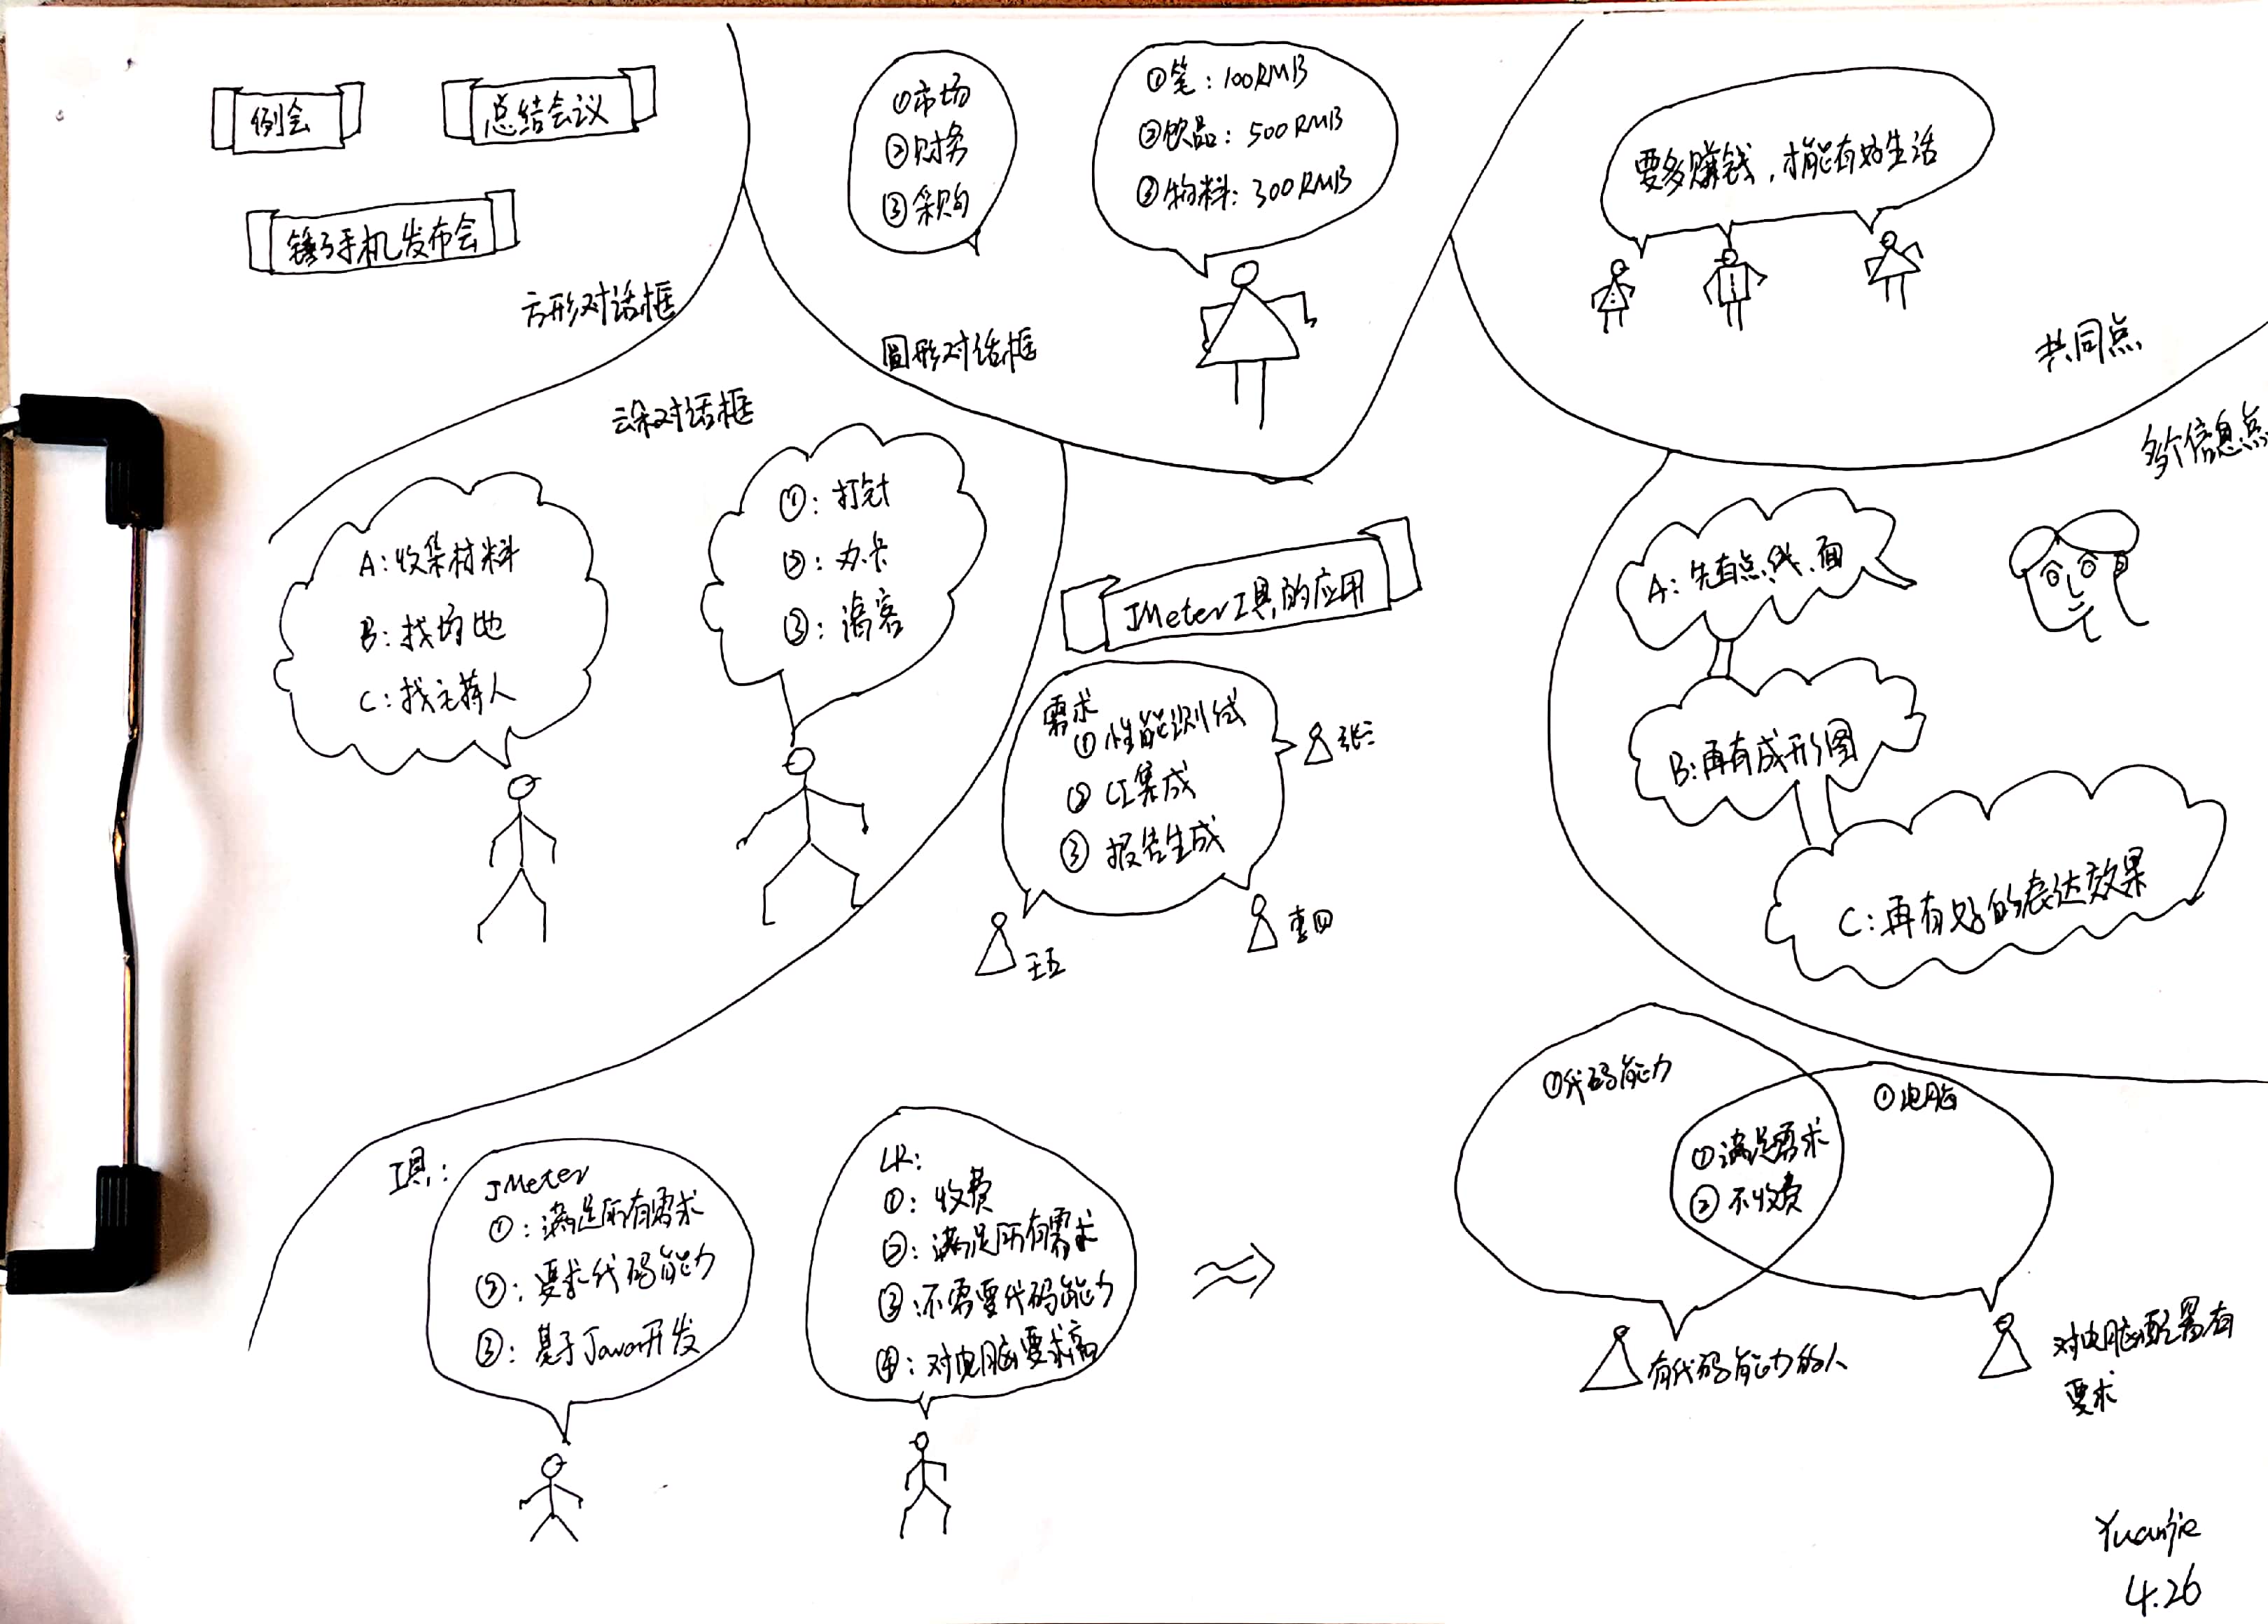 例会
总结会议
锤子手机发布会
方形对话框
①市场
②财务
③采购
①笔:100RMB
②饮品:500RMB
③物料:300RMB
圆形对话框
要多赚钱,才能有好生活
共同点
云朵对话框
A:收集材料
B:找场地
C:找主持人
①:打针
②:办卡
③:请客
多个信息点
A:先有点、线、面
B:再有成形图
C:再有好的表达效果
JMeter工具的应用
需求
①性能测试
②CI集成
③报告生成
张三
李四
王五
工具:
JMeter
①:满足所有需求
②:要求代码能力
③:基于Java开发
LR:
①:收费
②:满足所有需求
③:不需要代码能力
④:对电脑要求高
①代码能力
①电脑
①满足需求
②不收费
有代码能力的人
对电脑配置有
要求
Yuanjie
4.26